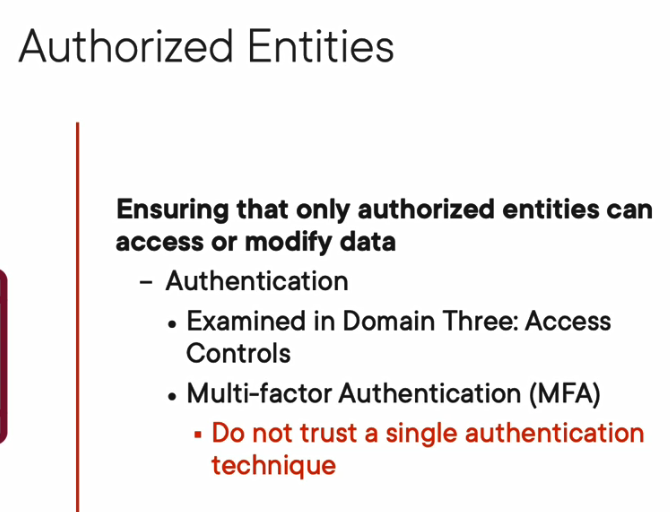 Authorized Entities
Ensuring that only authorized entities can
access or modify data
– Authentication
• Examined in Domain Three: Access
Controls
• Multi-factor Authentication (MFA)
▪ Do not trust a single authentication
technique